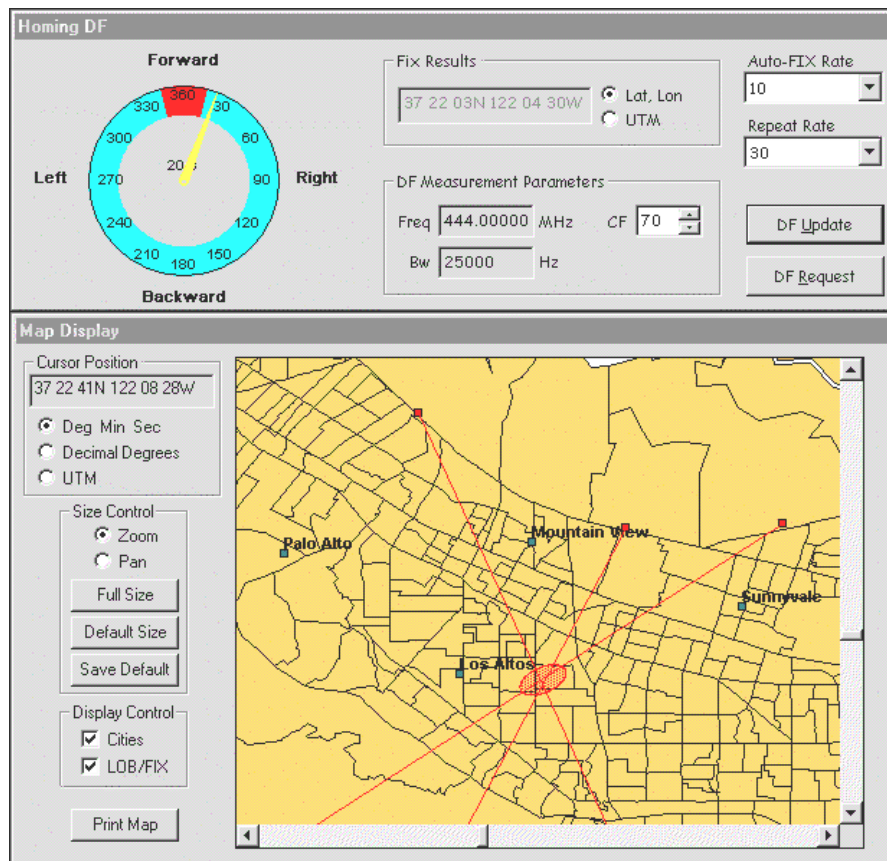 Homing DF
Forward
360
30
60
90
120
150
180
210
240
270
300
330
Left
Right
Backward
Fix Results
37 22 03N 122 04 30W
Lat, Lon
UTM
DF Measurement Parameters
Freq 444.00000 MHz CF 70
Bw 25000 Hz
Auto-FIX Rate
10
Repeat Rate
30
DF Update
DF Request
Map Display
Cursor Position
37 22 41N 122 08 28W
Deg Min Sec
Decimal Degrees
UTM
Size Control
Zoom
Pan
Full Size
Default Size
Save Default
Display Control
Cities
LOB/FIX
Print Map
Palo Alto
Mountain View
Sunnyvale
Los Altos